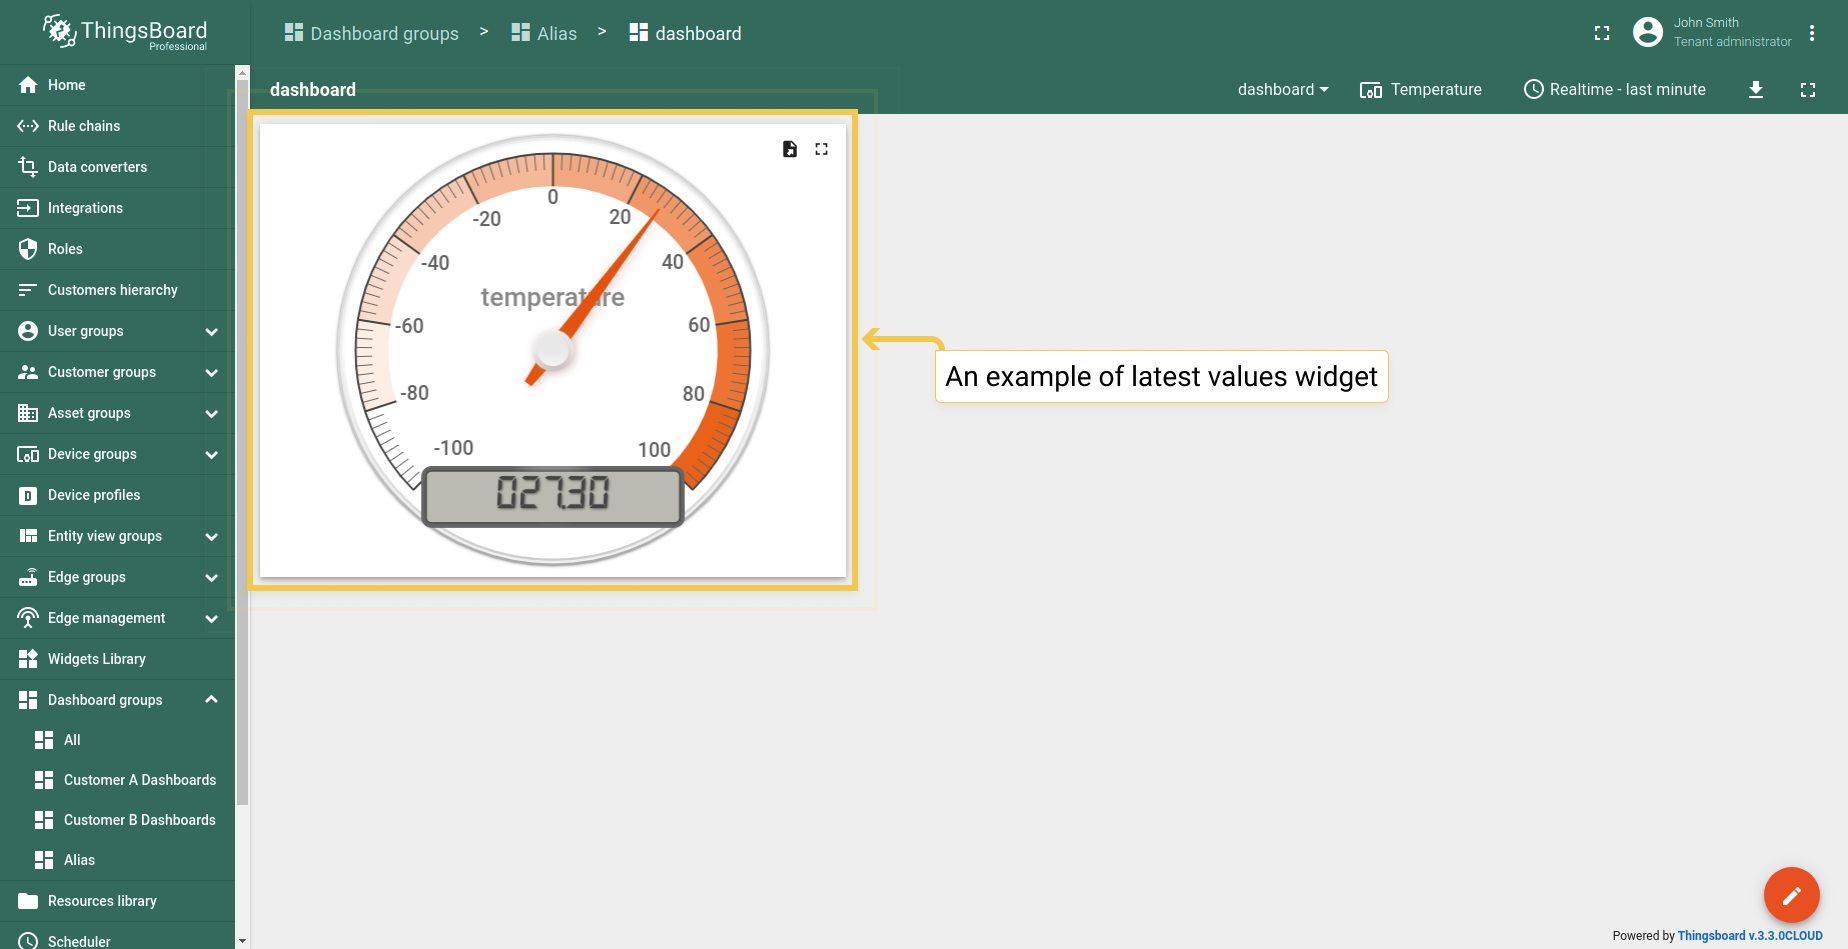 ThingsBoard
Professional
Dashboard groups > Alias > dashboard
John Smith
Tenant administrator
Home
Rule chains
Data converters
Integrations
Roles
Customers hierarchy
User groups
Customer groups
Asset groups
Device groups
Device profiles
Entity view groups
Edge groups
Edge management
Widgets Library
Dashboard groups
All
Customer A Dashboards
Customer B Dashboards
Alias
Resources library
Scheduler
dashboard
dashboard Temperature Realtime - last minute
0
-20 20
-40 40
temperature
-60 60
-80 80
-100 100
027.30
An example of latest values widget
Powered by Thingsboard v.3.3.0CLOUD